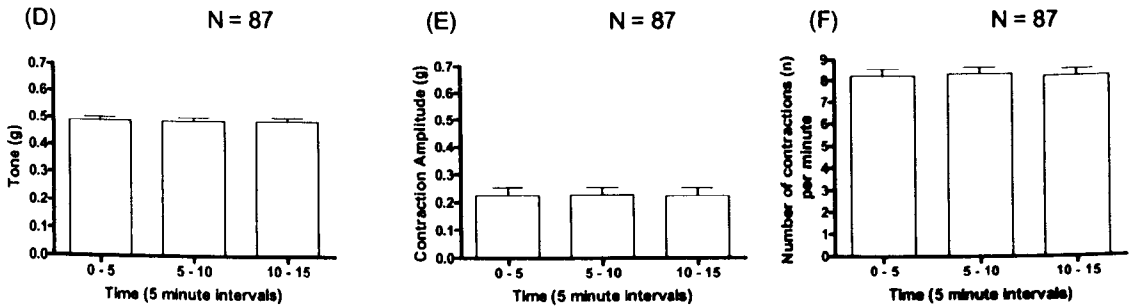 (D) N = 87
Tone (g)
0.7
0.6
0.5
0.4
0.3
0.2
0.1
0.0
0 - 5 5 - 10 10 - 15
Time (5 minute intervals)
(E) N = 87
Contraction Amplitude (g)
0.7
0.6
0.5
0.4
0.3
0.2
0.1
0.0
0 - 5 5 - 10 10 - 15
Time (5 minute intervals)
(F) N = 87
Number of contractions (n)
per minute
9
8
7
6
5
4
3
2
1
0
0 - 5 5 - 10 10 - 15
Time (5 minute intervals)